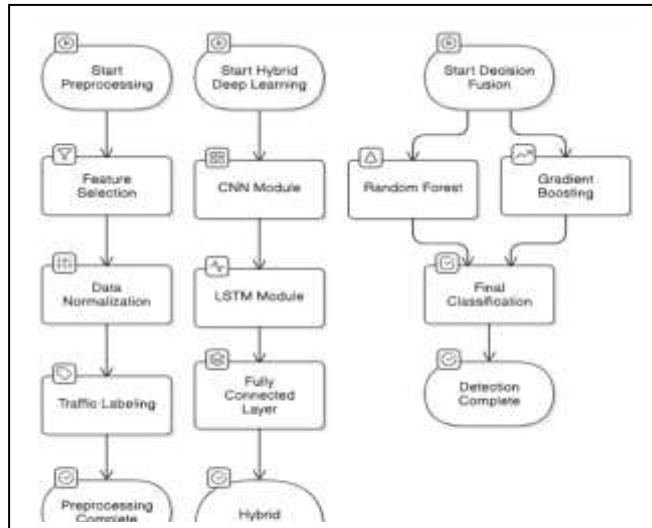 Start
Preprocessing
Feature
Selection
Data
Normalization
Traffic Labeling
Preprocessing
Complete
Start Hybrid
Deep Learning
CNN Module
LSTM Module
Fully
Connected
Layer
Hybrid
Start Decision
Fusion
Random Forest
Gradient
Boosting
Final
Classification
Detection
Complete